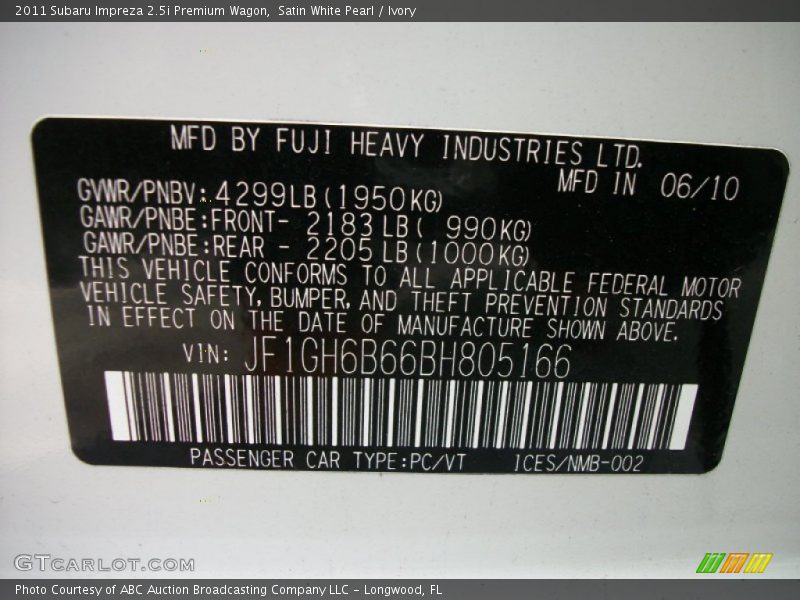 2011 Subaru Impreza 2.5i Premium Wagon, Satin White Pearl / Ivory
MFD BY FUJI HEAVY INDUSTRIES LTD.
MFD IN 06/10
GVWR/PNBV:4299LB(1950KG)
GAWR/PNBE:FRONT- 2183LB( 990KG)
GAWR/PNBE:REAR - 2205LB(1000KG)
THIS VEHICLE CONFORMS TO ALL APPLICABLE FEDERAL MOTOR
VEHICLE SAFETY, BUMPER, AND THEFT PREVENTION STANDARDS
IN EFFECT ON THE DATE OF MANUFACTURE SHOWN ABOVE.
VIN: JF1GH6B66BH805166
PASSENGER CAR TYPE:PC/VT ICES/NMB-002
GTCARLOT.COM
Photo Courtesy of ABC Auction Broadcasting Company LLC - Longwood, FL